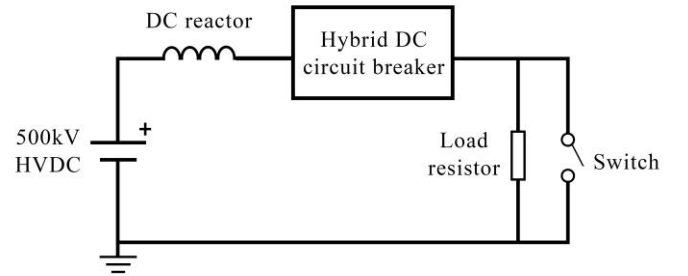 DC reactor
Hybrid DC
circuit breaker
500kV
HVDC
+
Load
resistor
Switch